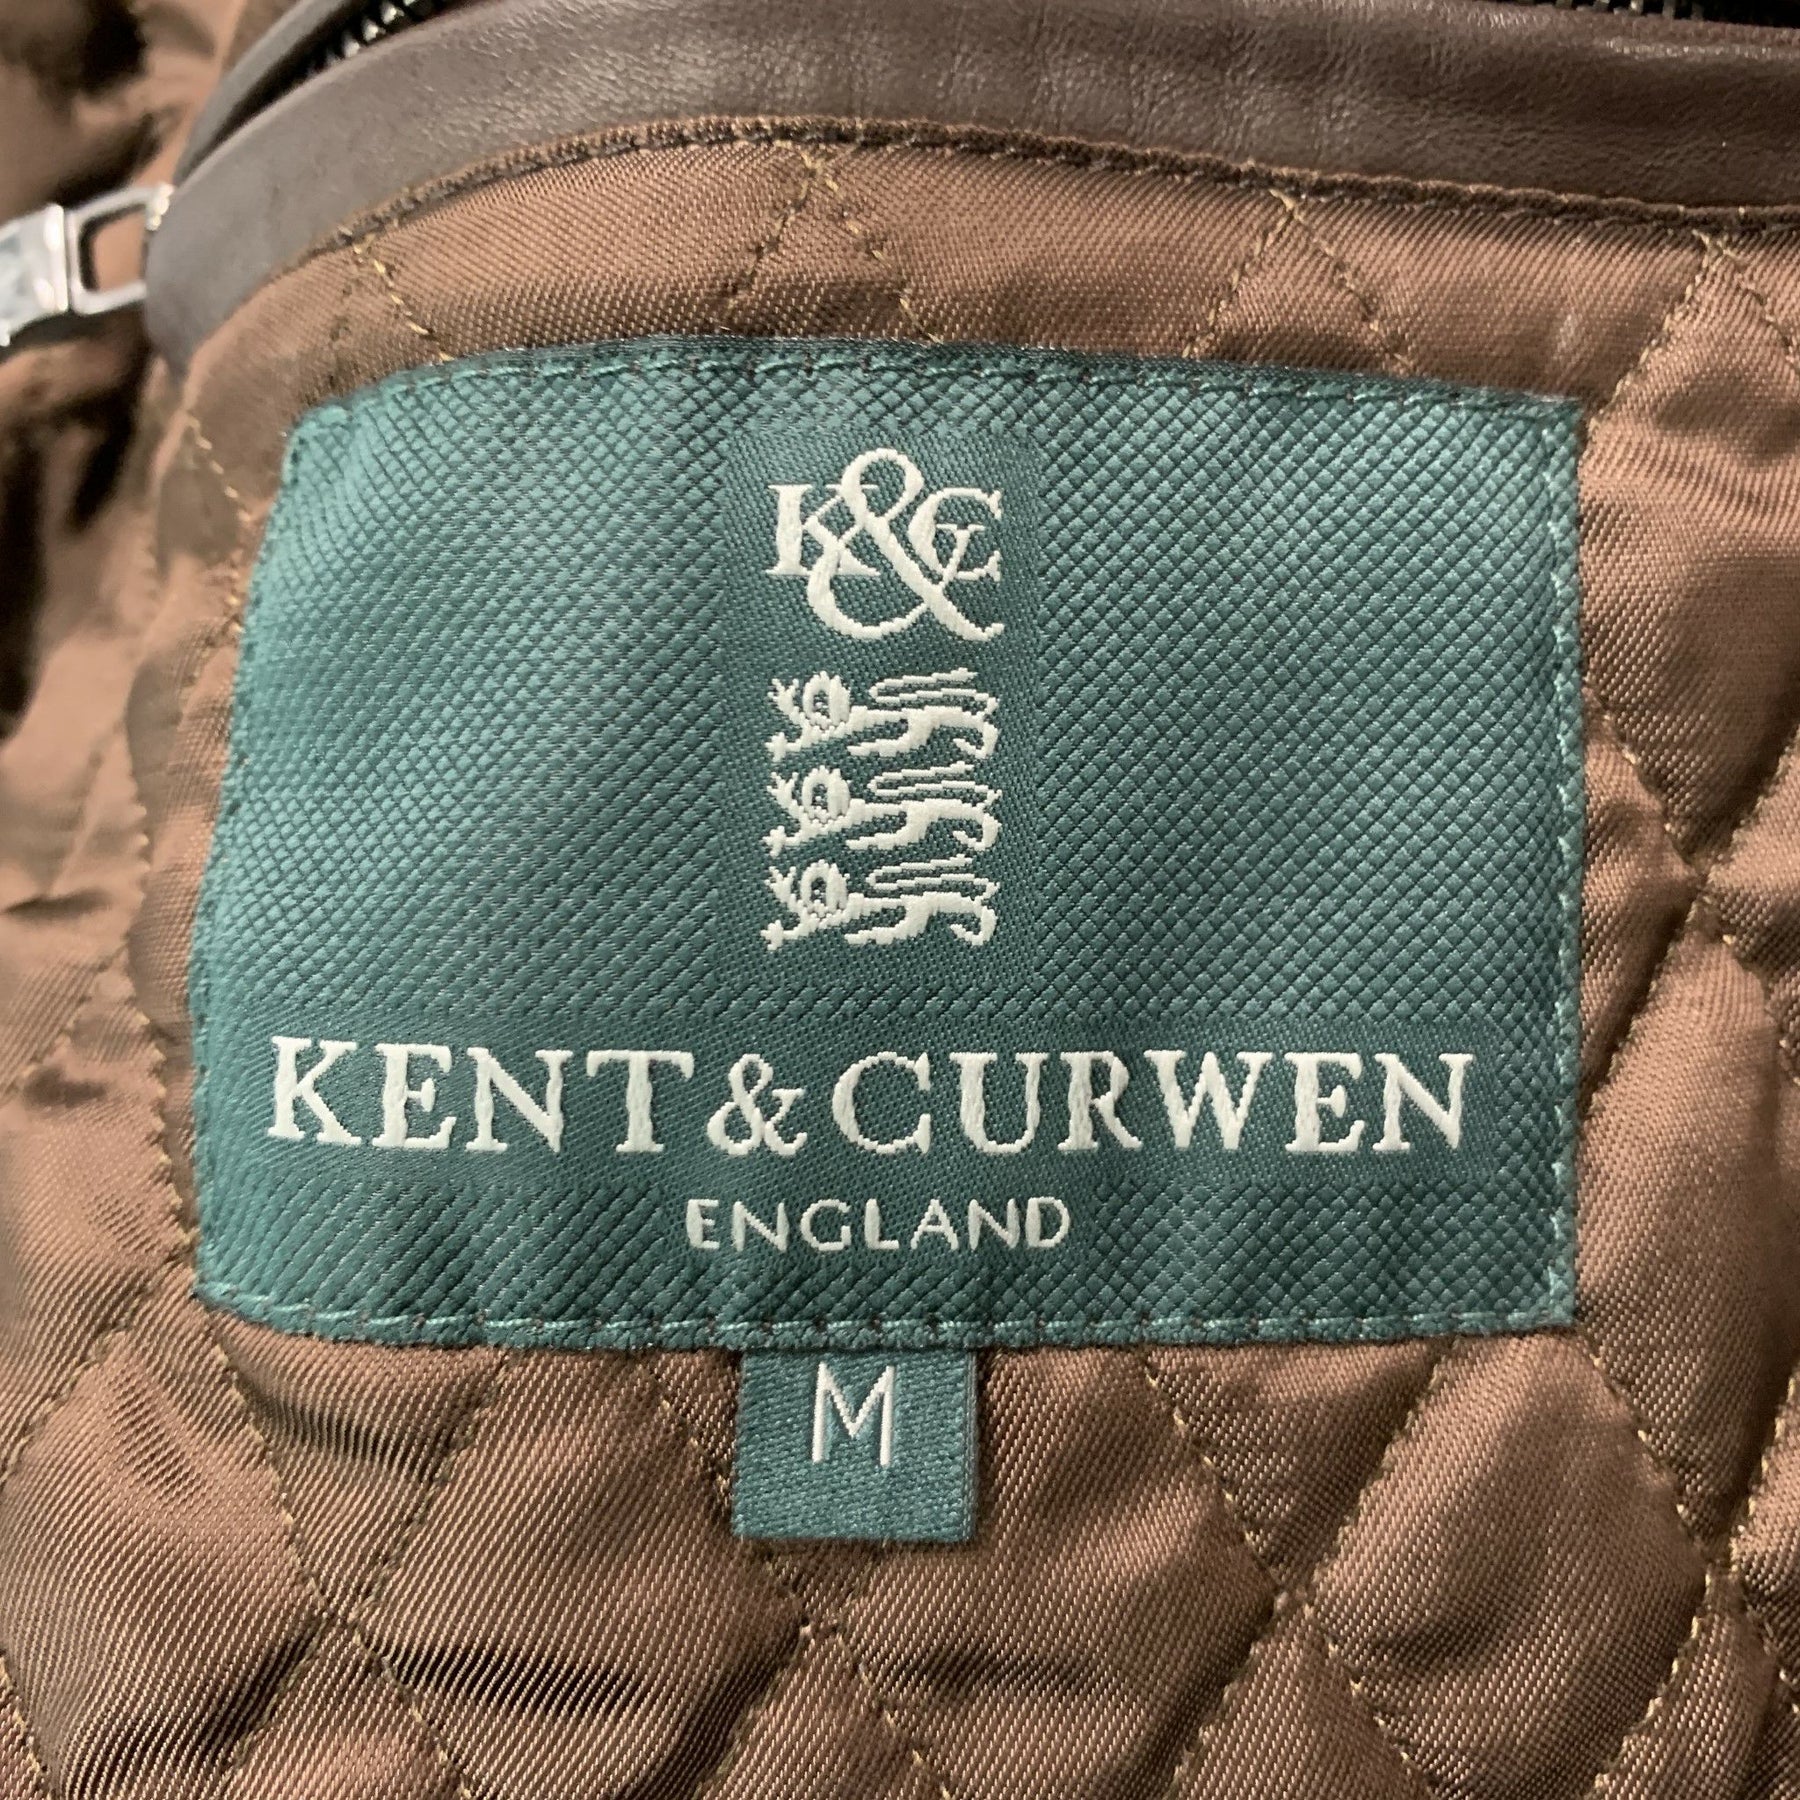 K&C
KENT & CURWEN
ENGLAND
M